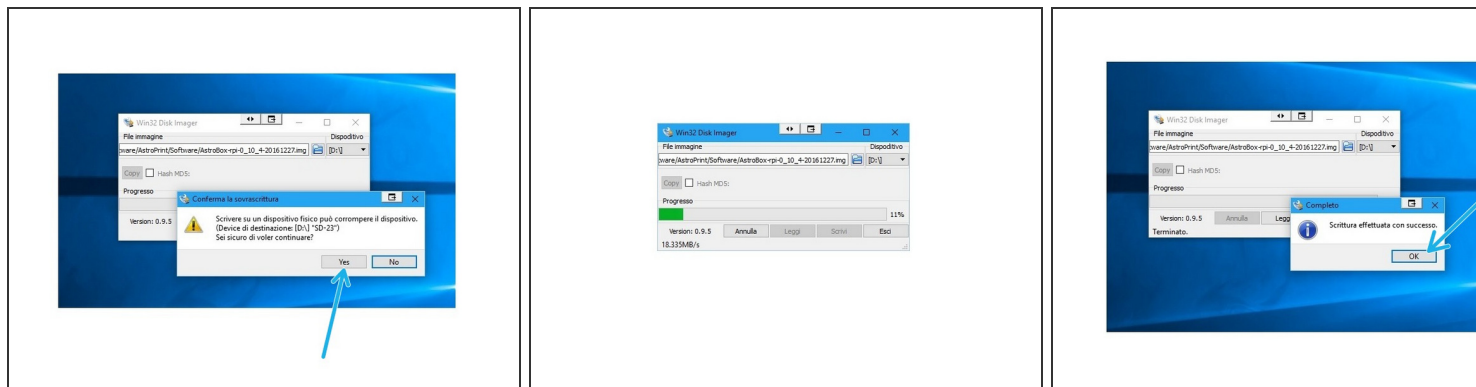 Win32 Disk Imager
File immagine
Dispositivo
ware/AstroPrint/Software/AstroBox-rpi-0_10_4-20161227.img
[D:\]
Copy
Hash MD5:
Progresso
Version: 0.9.5
Conferma la sovrascrittura
Scrivere su un dispositivo fisico può corrompere il dispositivo.
(Device di destinazione: [D:\] "SD-23")
Sei sicuro di voler continuare?
Yes
No
Win32 Disk Imager
File immagine
Dispositivo
ware/AstroPrint/Software/AstroBox-rpi-0_10_4-20161227.img
[D:\]
Copy
Hash MD5:
Progresso
11%
Version: 0.9.5
Annulla
Leggi
Scrivi
Esci
18.335MB/s
Win32 Disk Imager
File immagine
Dispositivo
ware/AstroPrint/Software/AstroBox-rpi-0_10_4-20161227.img
[D:\]
Copy
Hash MD5:
Progresso
Version: 0.9.5
Annulla
Legg
Terminato.
Completo
Scrittura effettuata con successo.
OK